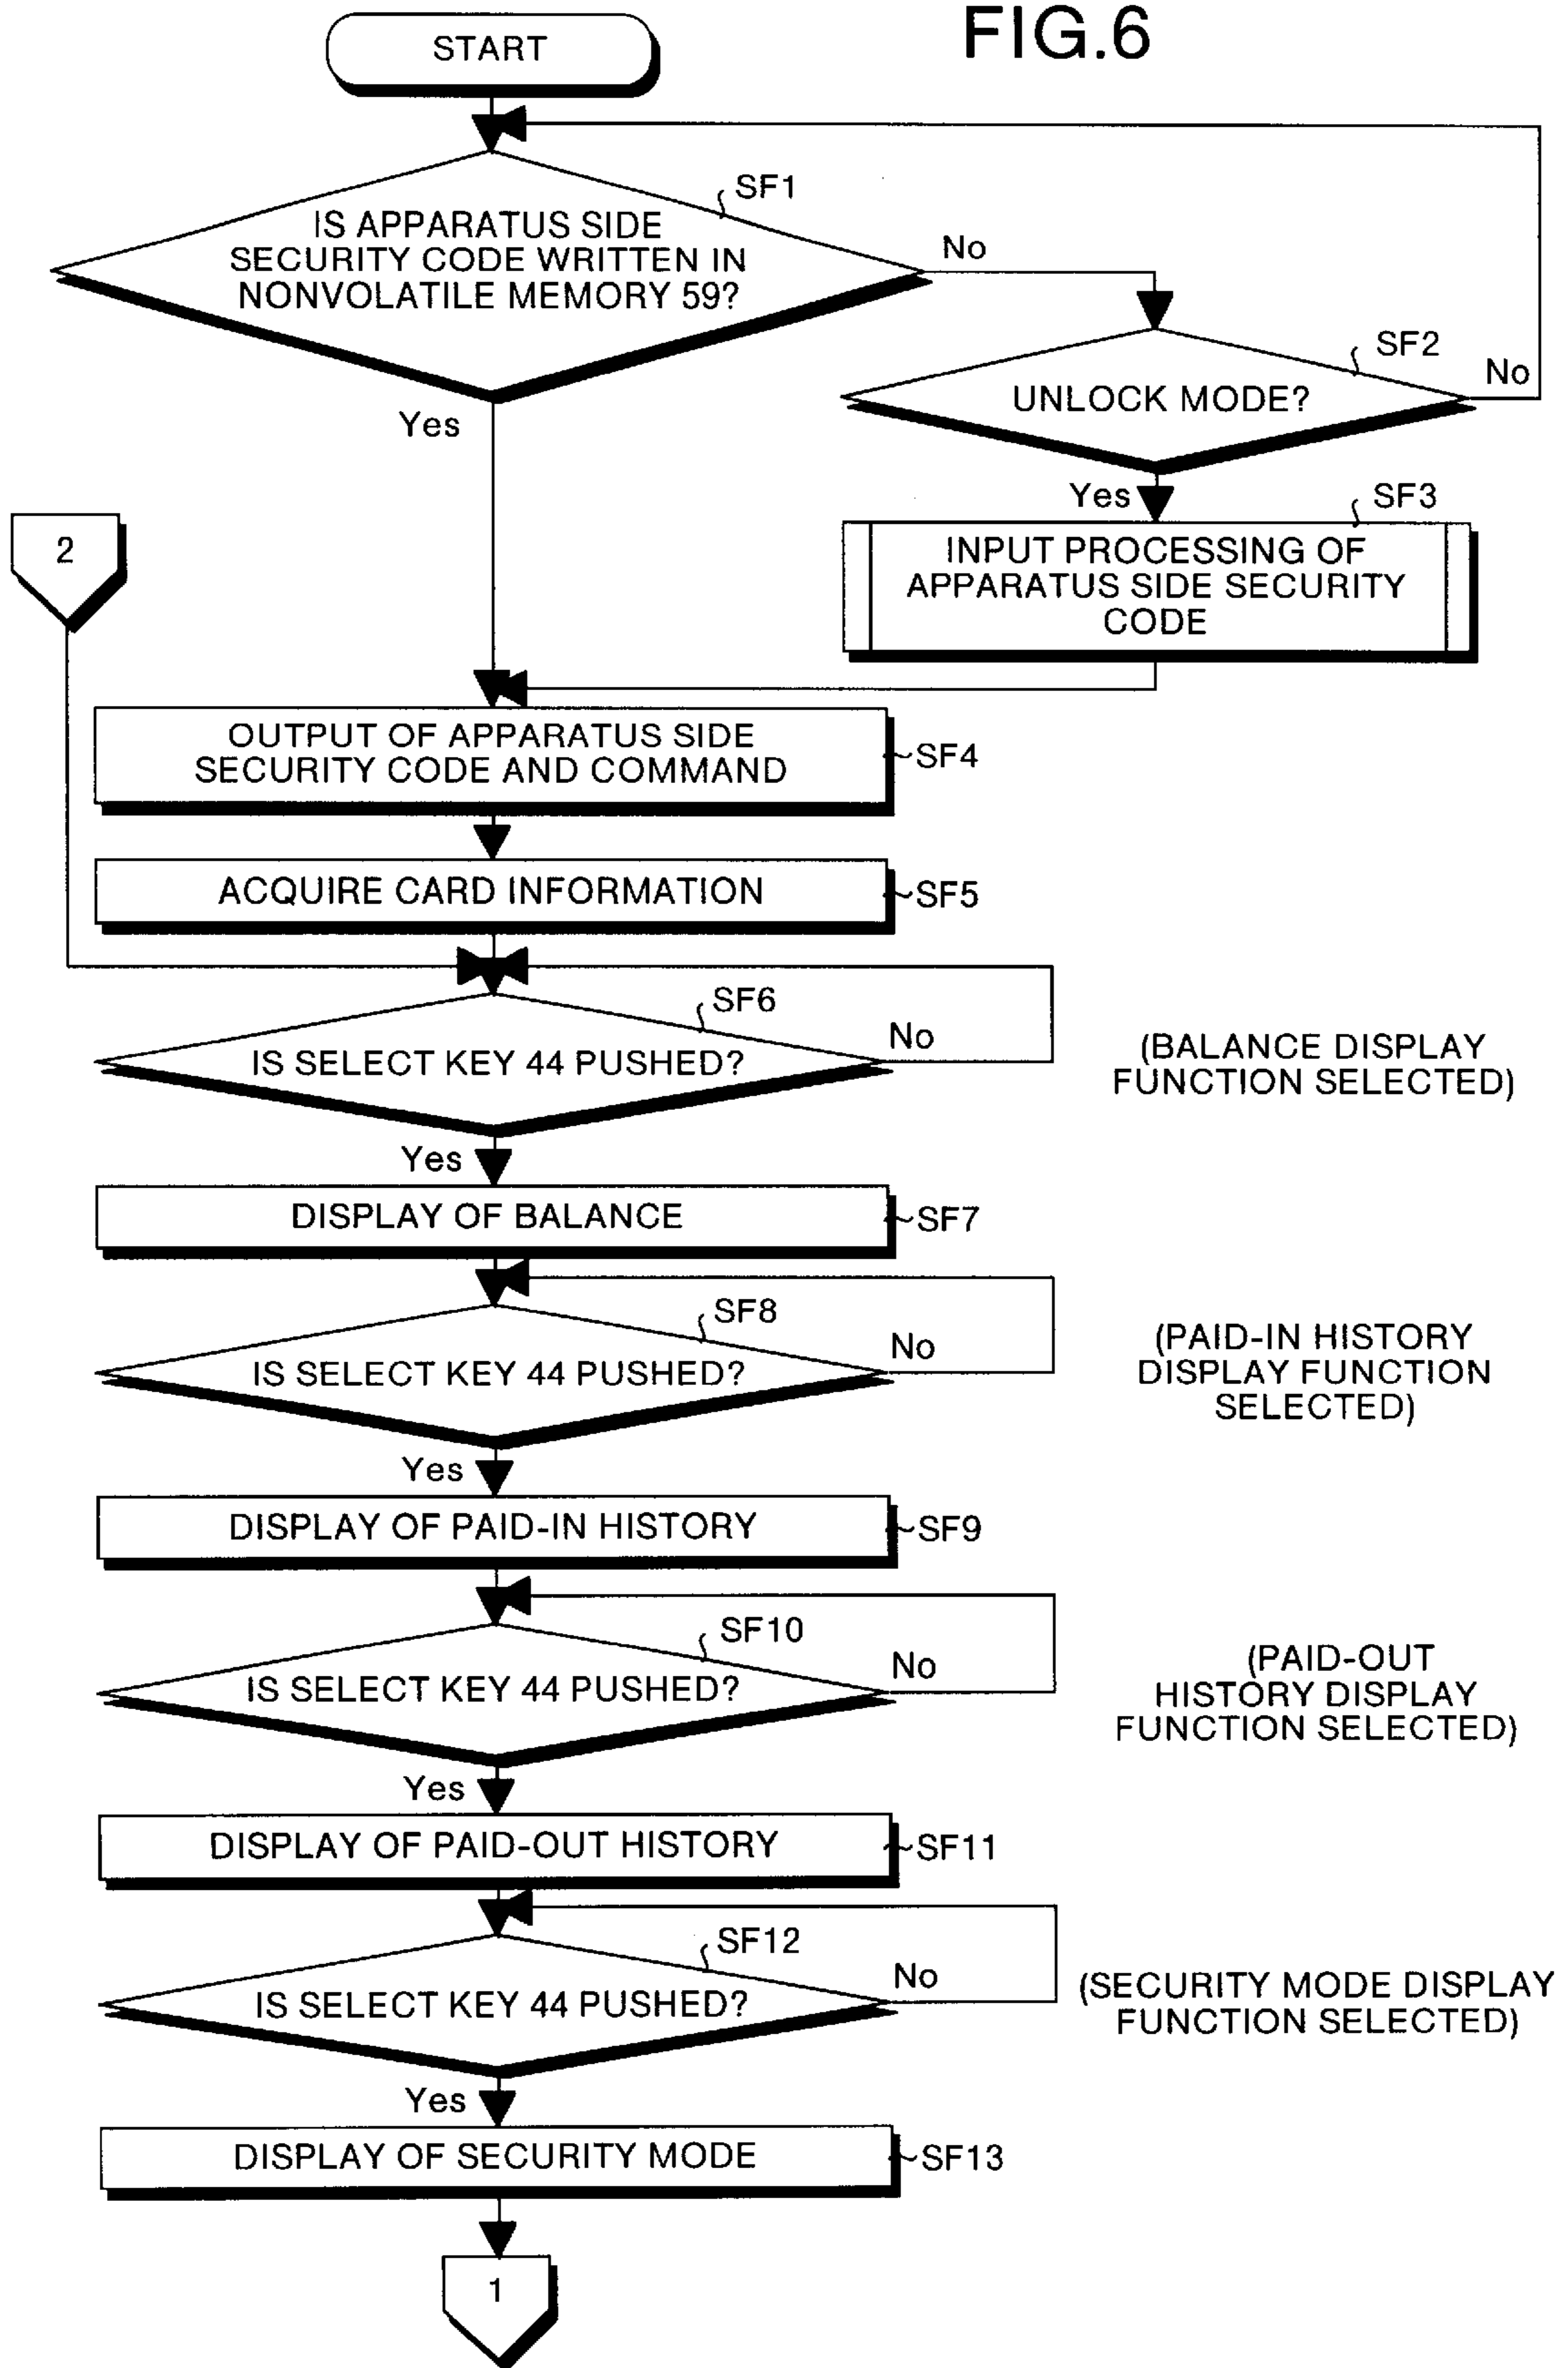 FIG.6
START
SF1
IS APPARATUS SIDE
SECURITY CODE WRITTEN IN
NONVOLATILE MEMORY 59?
No
Yes
SF2
UNLOCK MODE?
No
Yes
SF3
INPUT PROCESSING OF
APPARATUS SIDE SECURITY
CODE
2
OUTPUT OF APPARATUS SIDE
SECURITY CODE AND COMMAND
SF4
ACQUIRE CARD INFORMATION
SF5
SF6
IS SELECT KEY 44 PUSHED?
No
(BALANCE DISPLAY
FUNCTION SELECTED)
Yes
DISPLAY OF BALANCE
SF7
SF8
IS SELECT KEY 44 PUSHED?
No
(PAID-IN HISTORY
DISPLAY FUNCTION
SELECTED)
Yes
DISPLAY OF PAID-IN HISTORY
SF9
SF10
IS SELECT KEY 44 PUSHED?
No
(PAID-OUT
HISTORY DISPLAY
FUNCTION SELECTED)
Yes
DISPLAY OF PAID-OUT HISTORY
SF11
SF12
IS SELECT KEY 44 PUSHED?
No
(SECURITY MODE DISPLAY
FUNCTION SELECTED)
Yes
DISPLAY OF SECURITY MODE
SF13
1